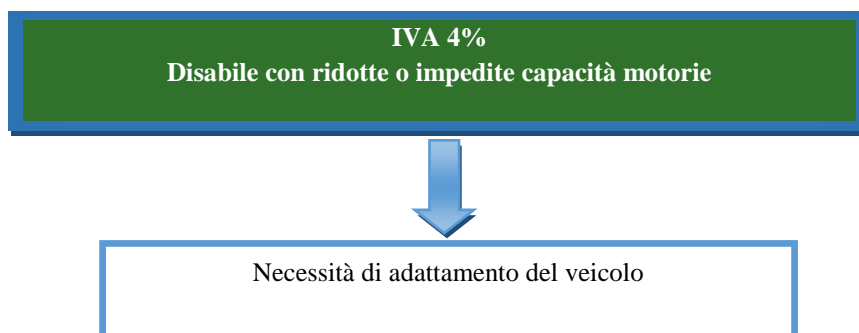 IVA 4%
Disabile con ridotte o impedite capacità motorie
Necessità di adattamento del veicolo